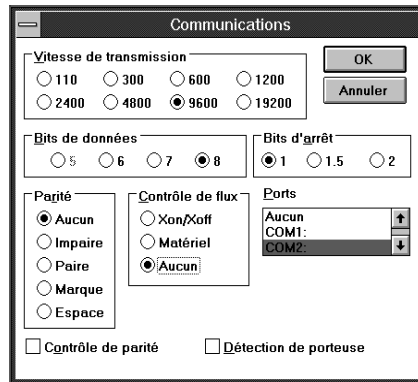 Communications
Vitesse de transmission
110 300 600 1200
2400 4800 9600 19200
OK
Annuler
Bits de données
5 6 7 8
Bits d'arrêt
1 1.5 2
Parité
Aucun
Impaire
Paire
Marque
Espace
Contrôle de flux
Xon/Xoff
Matériel
Aucun
Ports
Aucun
COM1:
COM2:
Contrôle de parité
Détection de porteuse